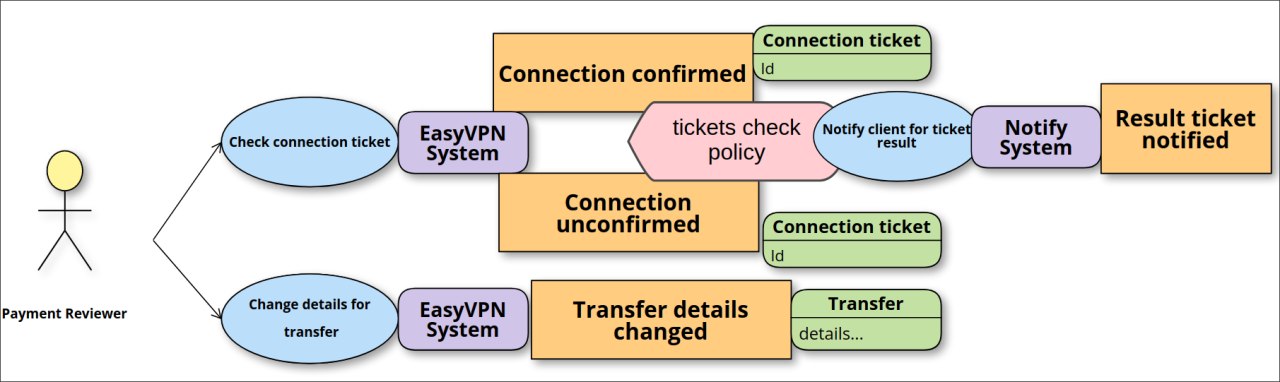 Payment Reviewer
Check connection ticket
EasyVPN
System
Connection confirmed
Connection ticket
Id
tickets check
policy
Notify client for ticket
result
Notify
System
Result ticket
notified
Connection
unconfirmed
Connection ticket
Id
Change details for
transfer
EasyVPN
System
Transfer details
changed
Transfer
details...